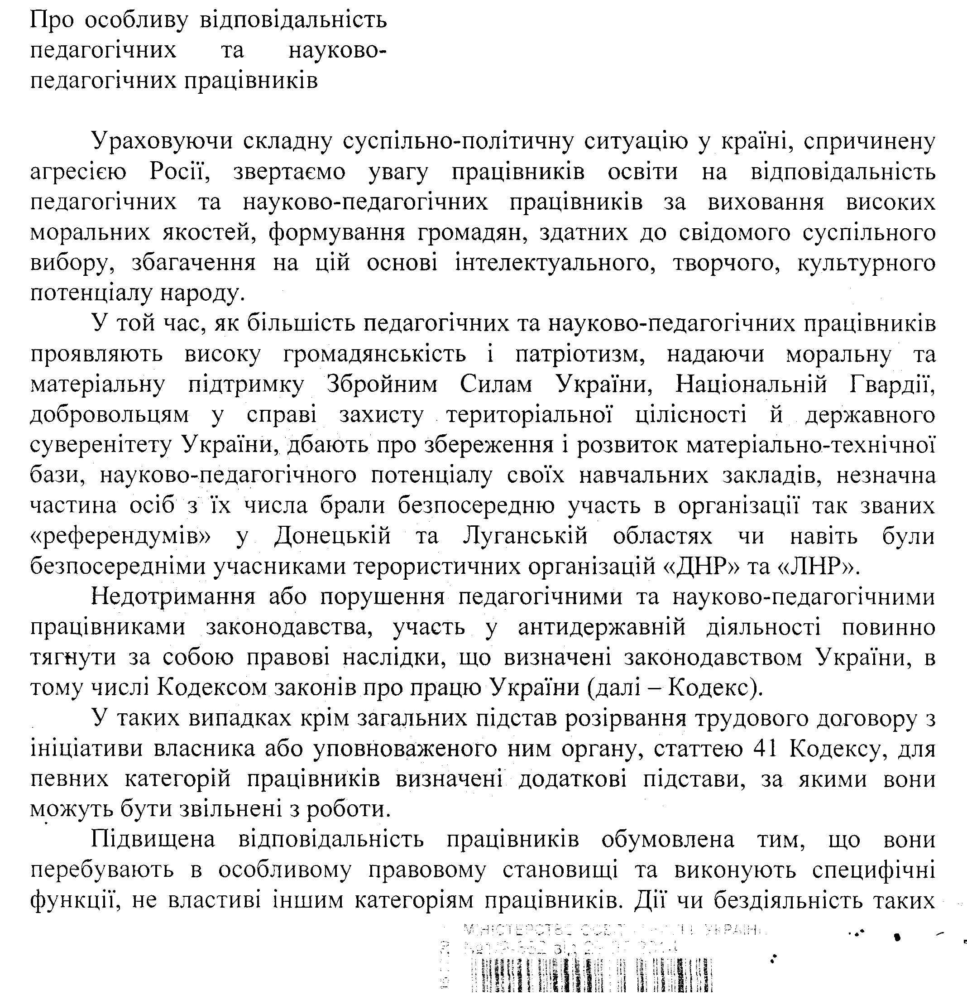 Про особливу відповідальність
педагогічних та науково-
педагогічних працівників
Ураховуючи складну суспільно-політичну ситуацію у країні, спричинену
агресією Росії, звертаємо увагу працівників освіти на відповідальність
педагогічних та науково-педагогічних працівників за виховання високих
моральних якостей, формування громадян, здатних до свідомого суспільного
вибору, збагачення на цій основі інтелектуального, творчого, культурного
потенціалу народу.
У той час, як більшість педагогічних та науково-педагогічних працівників
проявляють високу громадянськість і патріотизм, надаючи моральну та
матеріальну підтримку Збройним Силам України, Національній Гвардії,
добровольцям у справі захисту територіальної цілісності й державного
суверенітету України, дбають про збереження і розвиток матеріально-технічної
бази, науково-педагогічного потенціалу своїх навчальних закладів, незначна
частина осіб з їх числа брали безпосередню участь в організації так званих
«референдумів» у Донецькій та Луганській областях чи навіть були
безпосередніми учасниками терористичних організацій «ДНР» та «ЛНР».
Недотримання або порушення педагогічними та науково-педагогічними
працівниками законодавства, участь у антидержавній діяльності повинно
тягнути за собою правові наслідки, що визначені законодавством України, в
тому числі Кодексом законів про працю України (далі – Кодекс).
У таких випадках крім загальних підстав розірвання трудового договору з
ініціативи власника або уповноваженого ним органу, статтею 41 Кодексу, для
певних категорій працівників визначені додаткові підстави, за якими вони
можуть бути звільнені з роботи.
Підвищена відповідальність працівників обумовлена тим, що вони
перебувають в особливому правовому становищі та виконують специфічні
функції, не властиві іншим категоріям працівників. Дії чи бездіяльність таких